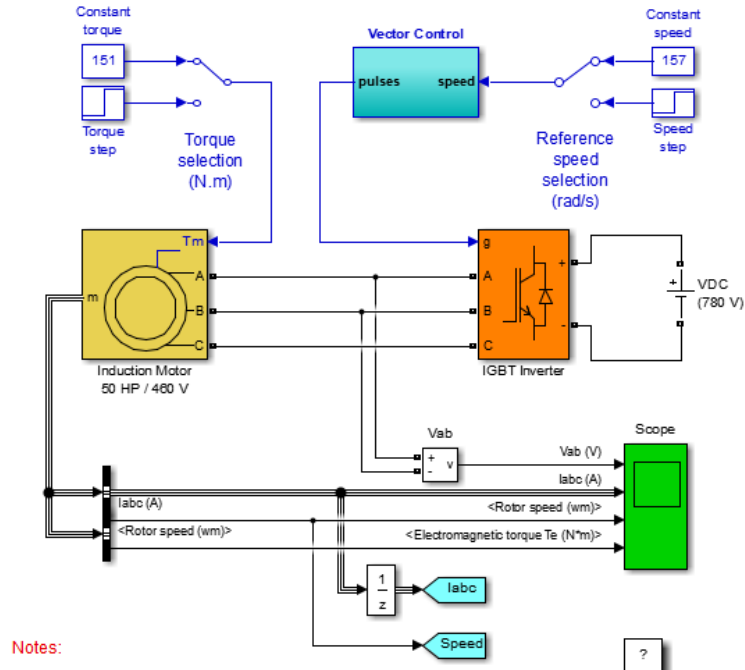 Constant
torque
151
Torque
step
Torque
selection
(N.m)
Vector Control
pulses
speed
Constant
speed
157
Speed
step
Reference
speed
selection
(rad/s)
Tm
m
A
B
C
Induction Motor
50 HP / 460 V
g
A
B
C
+
-
IGBT Inverter
+
VDC
(780 V)
Vab
+
-
v
Scope
Vab (V)
Iabc (A)
<Rotor speed (wm)>
<Electromagnetic torque Te (N*m)>
Iabc (A)
<Rotor speed (wm)>
1
z
Iabc
Speed
Notes:
?